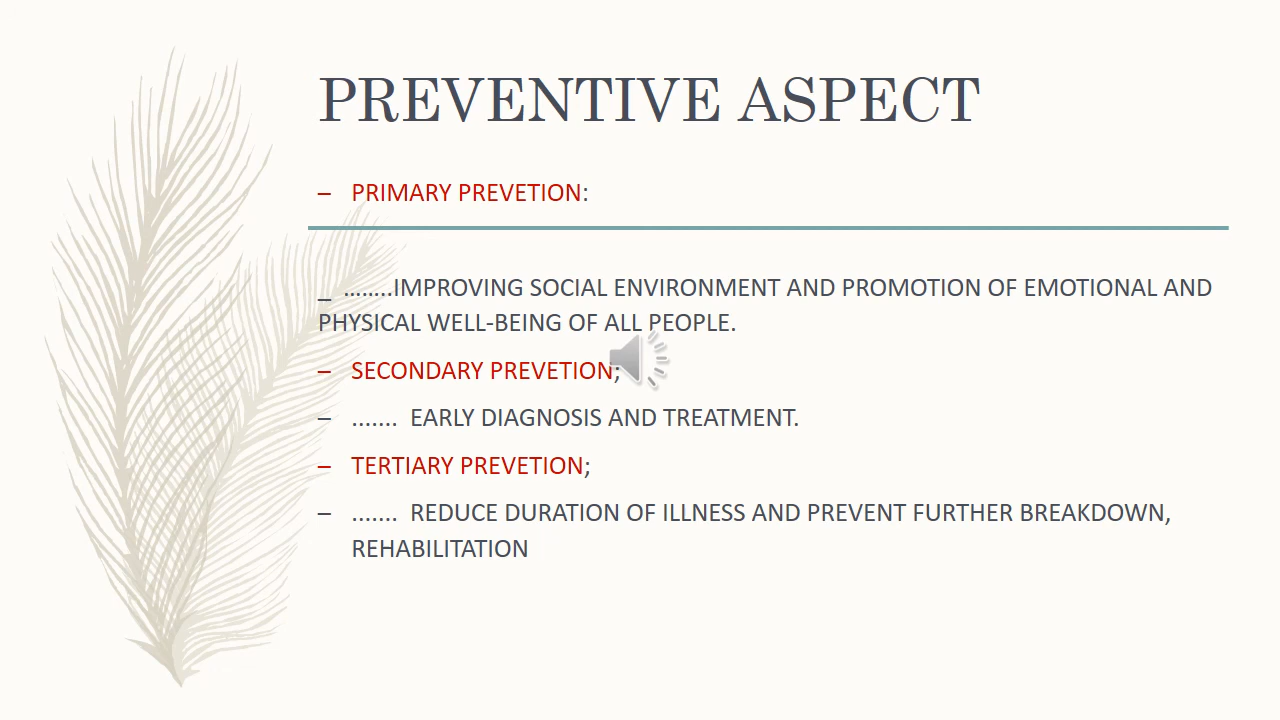 PREVENTIVE ASPECT
– PRIMARY PREVETION:
_ ........IMPROVING SOCIAL ENVIRONMENT AND PROMOTION OF EMOTIONAL AND
PHYSICAL WELL-BEING OF ALL PEOPLE.
– SECONDARY PREVETION;
– ....... EARLY DIAGNOSIS AND TREATMENT.
– TERTIARY PREVETION;
– ....... REDUCE DURATION OF ILLNESS AND PREVENT FURTHER BREAKDOWN,
REHABILITATION